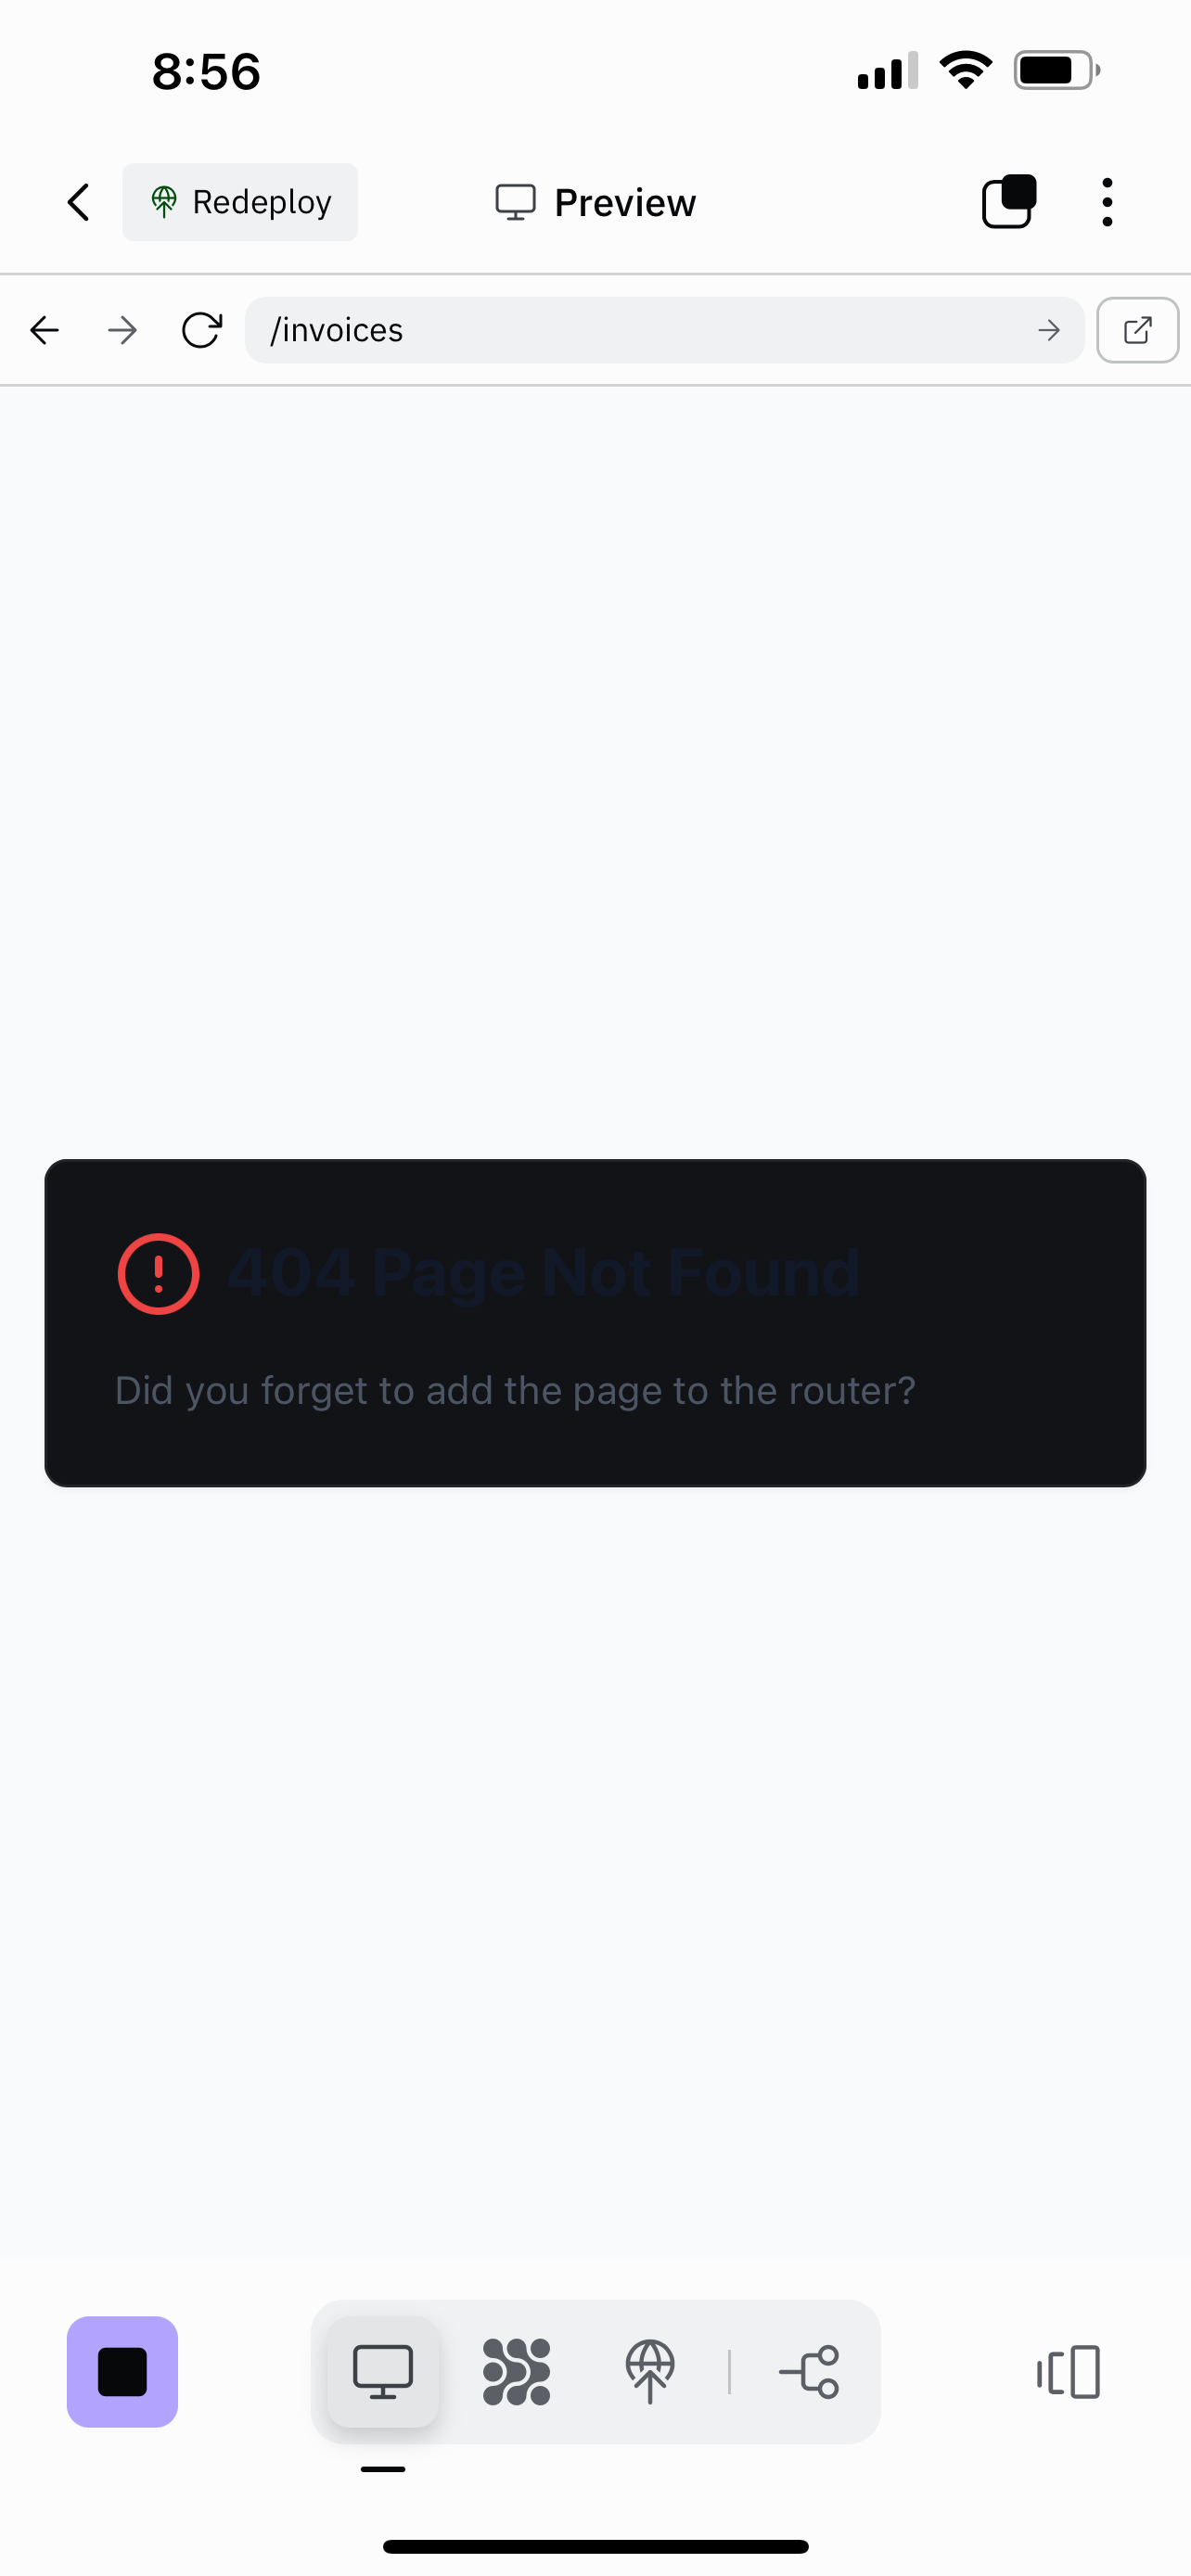 8:56
Redeploy
Preview
/invoices
404 Page Not Found
Did you forget to add the page to the router?